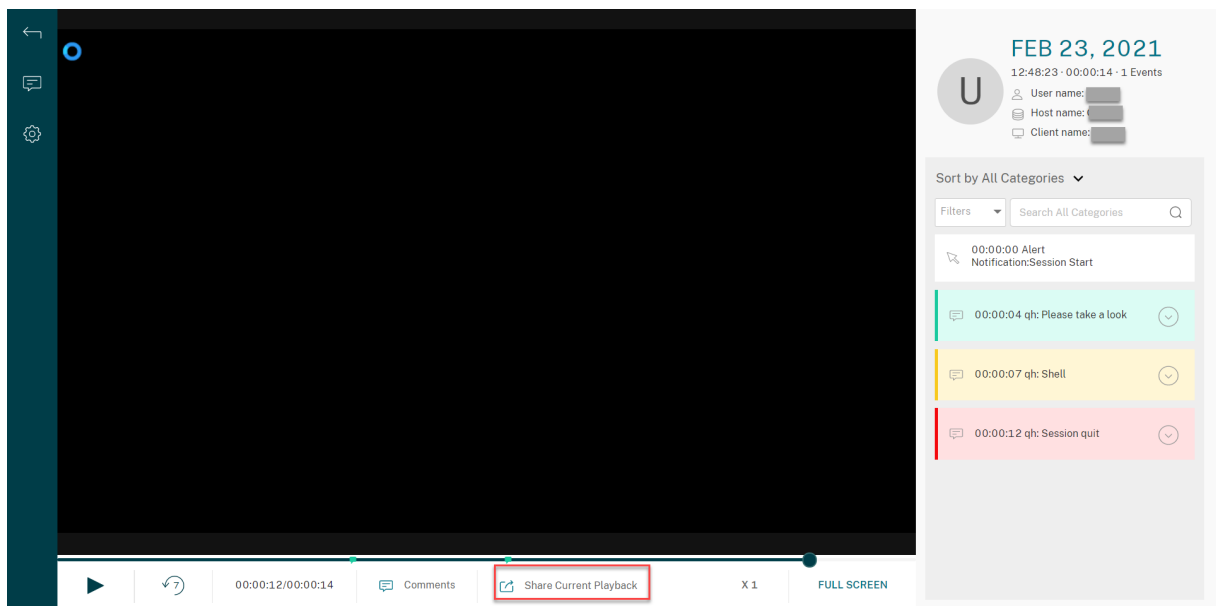 FEB 23, 2021
12:48:23 · 00:00:14 · 1 Events
U
User name:
Host name:
Client name:
Sort by All Categories
Filters
Search All Categories
00:00:00 Alert
Notification:Session Start
00:00:04 qh: Please take a look
00:00:07 qh: Shell
00:00:12 qh: Session quit
7
00:00:12/00:00:14
Comments
Share Current Playback
X 1
FULL SCREEN